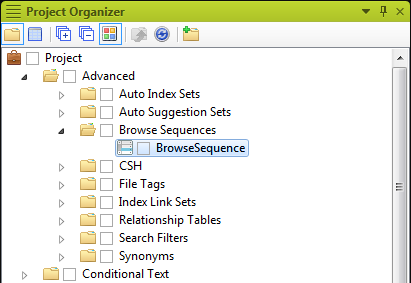 Project Organizer
Project
Advanced
Auto Index Sets
Auto Suggestion Sets
Browse Sequences
BrowseSequence
CSH
File Tags
Index Link Sets
Relationship Tables
Search Filters
Synonyms
Conditional Text